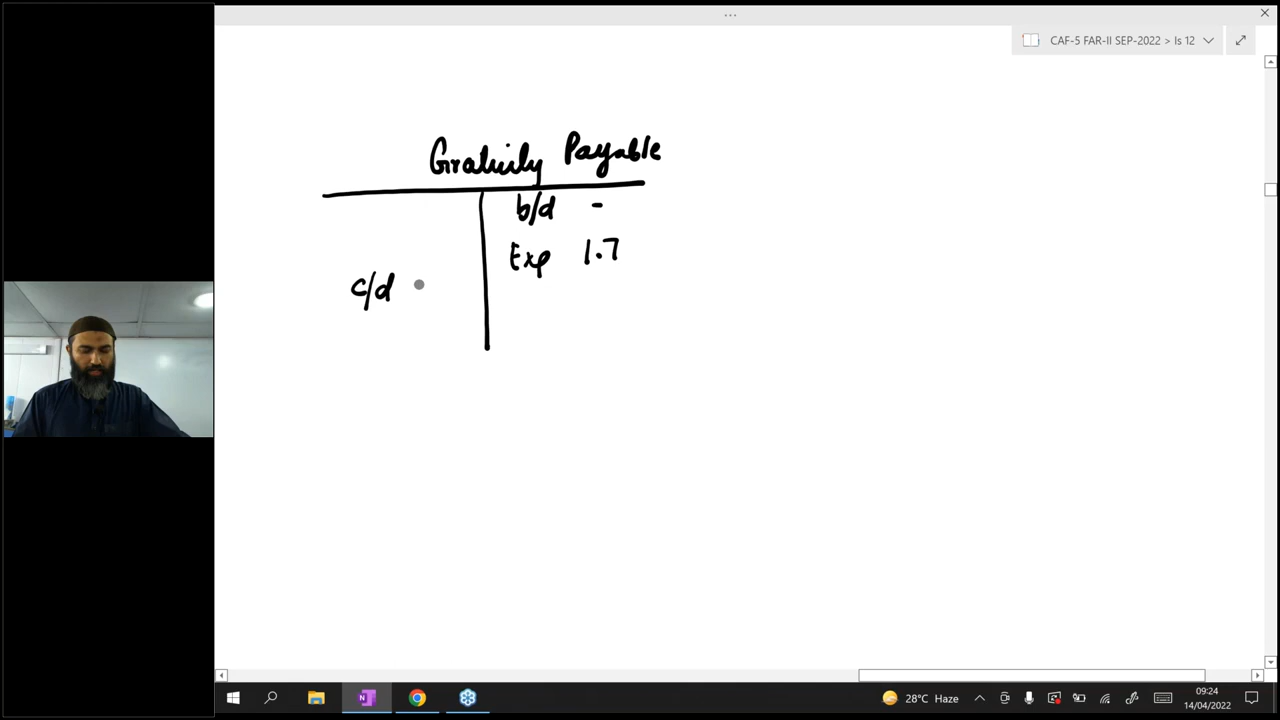 CAF-5 FAR-II SEP-2022 > Is 12
Gratuity Payable
b/d -
Exp 1.7
c/d
28°C Haze
09:24
14/04/2022